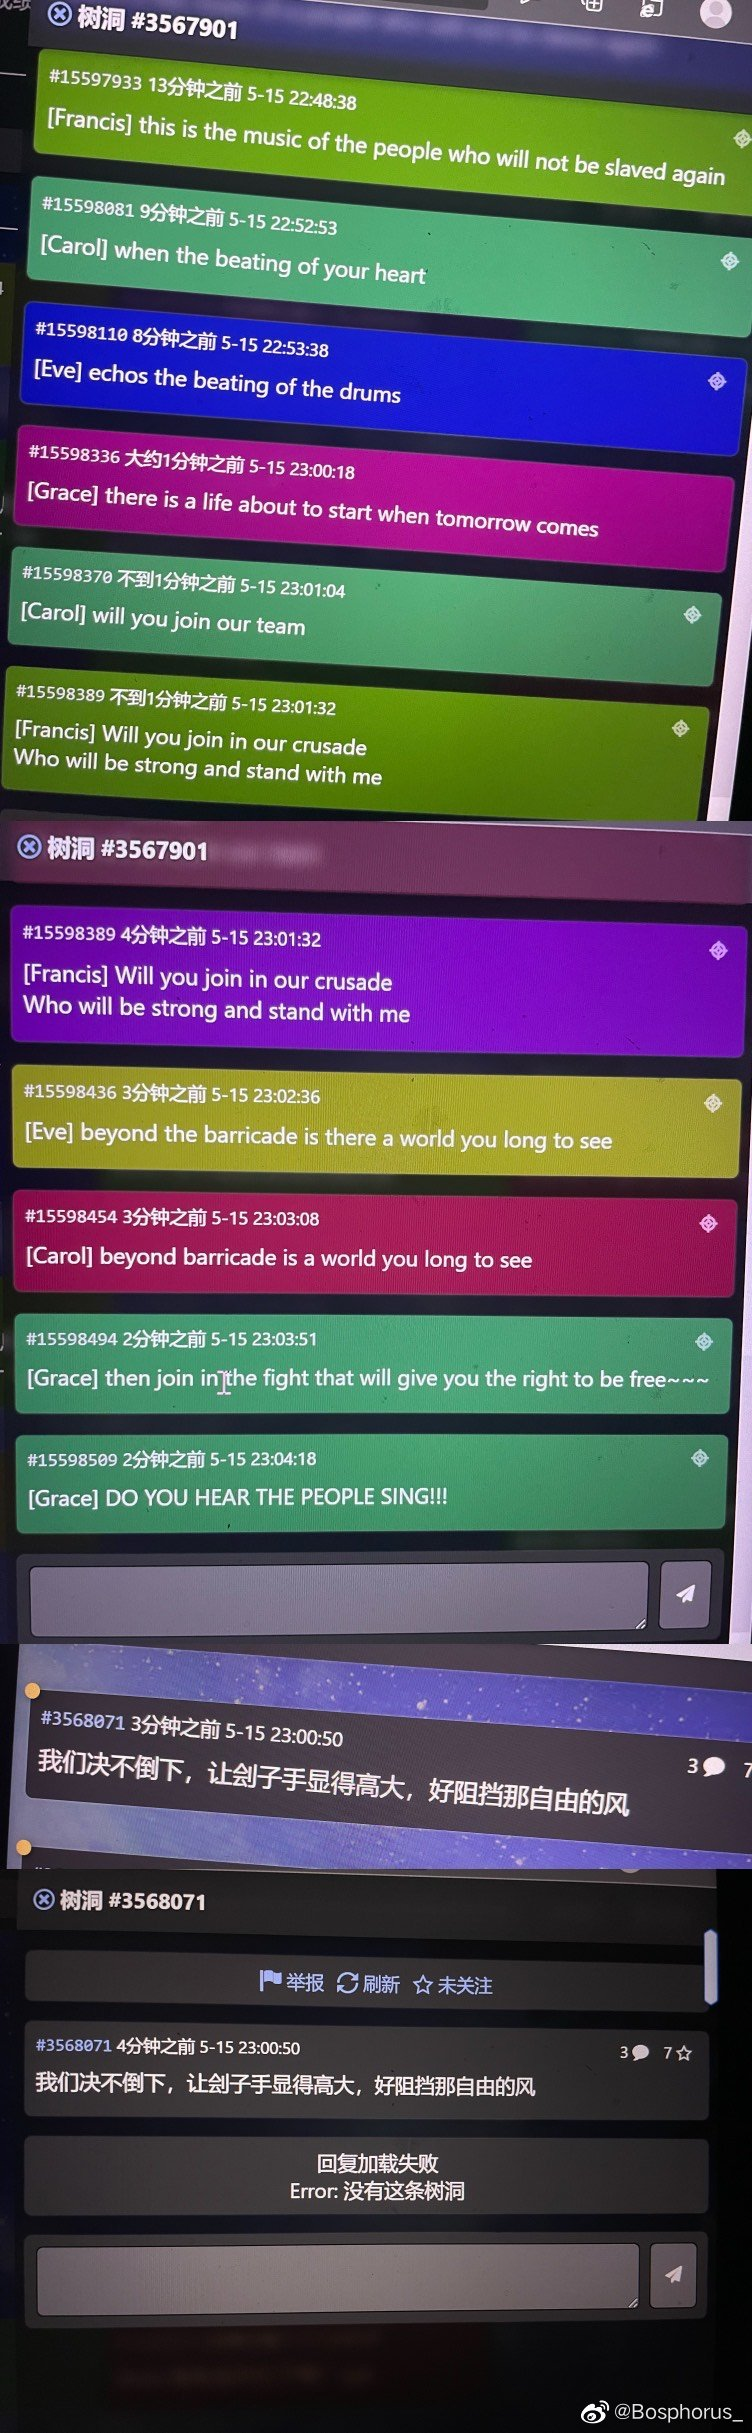 树洞 #3567901
#15597933 13分钟之前 5-15 22:48:38
[Francis] this is the music of the people who will not be slaved again
#15598081 9分钟之前 5-15 22:52:53
[Carol] when the beating of your heart
#15598110 8分钟之前 5-15 22:53:38
[Eve] echos the beating of the drums
#15598336 大约1分钟之前 5-15 23:00:18
[Grace] there is a life about to start when tomorrow comes
#15598370 不到1分钟之前 5-15 23:01:04
[Carol] will you join our team
#15598389 不到1分钟之前 5-15 23:01:32
[Francis] Will you join in our crusade
Who will be strong and stand with me
树洞 #3567901
#15598389 4分钟之前 5-15 23:01:32
[Francis] Will you join in our crusade
Who will be strong and stand with me
#15598436 3分钟之前 5-15 23:02:36
[Eve] beyond the barricade is there a world you long to see
#15598454 3分钟之前 5-15 23:03:08
[Carol] beyond barricade is a world you long to see
#15598494 2分钟之前 5-15 23:03:51
[Grace] then join in the fight that will give you the right to be free~~~
#15598509 2分钟之前 5-15 23:04:18
[Grace] DO YOU HEAR THE PEOPLE SING!!!
#3568071 3分钟之前 5-15 23:00:50
3 7
我们决不倒下，让刽子手显得高大，好阻挡那自由的风
树洞 #3568071
举报 刷新 未关注
#3568071 4分钟之前 5-15 23:00:50
3 7
我们决不倒下，让刽子手显得高大，好阻挡那自由的风
回复加载失败
Error: 没有这条树洞
@Bosphorus_